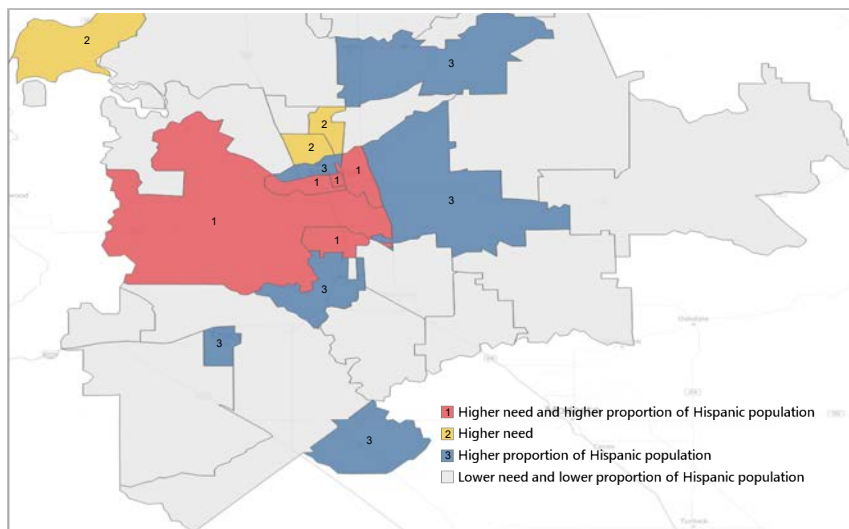 2
3
2
2
3
1
1
1
3
1
1
3
3
3
Oakdale
1 Higher need and higher proportion of Hispanic population
2 Higher need
3 Higher proportion of Hispanic population
Lower need and lower proportion of Hispanic population
Turlock